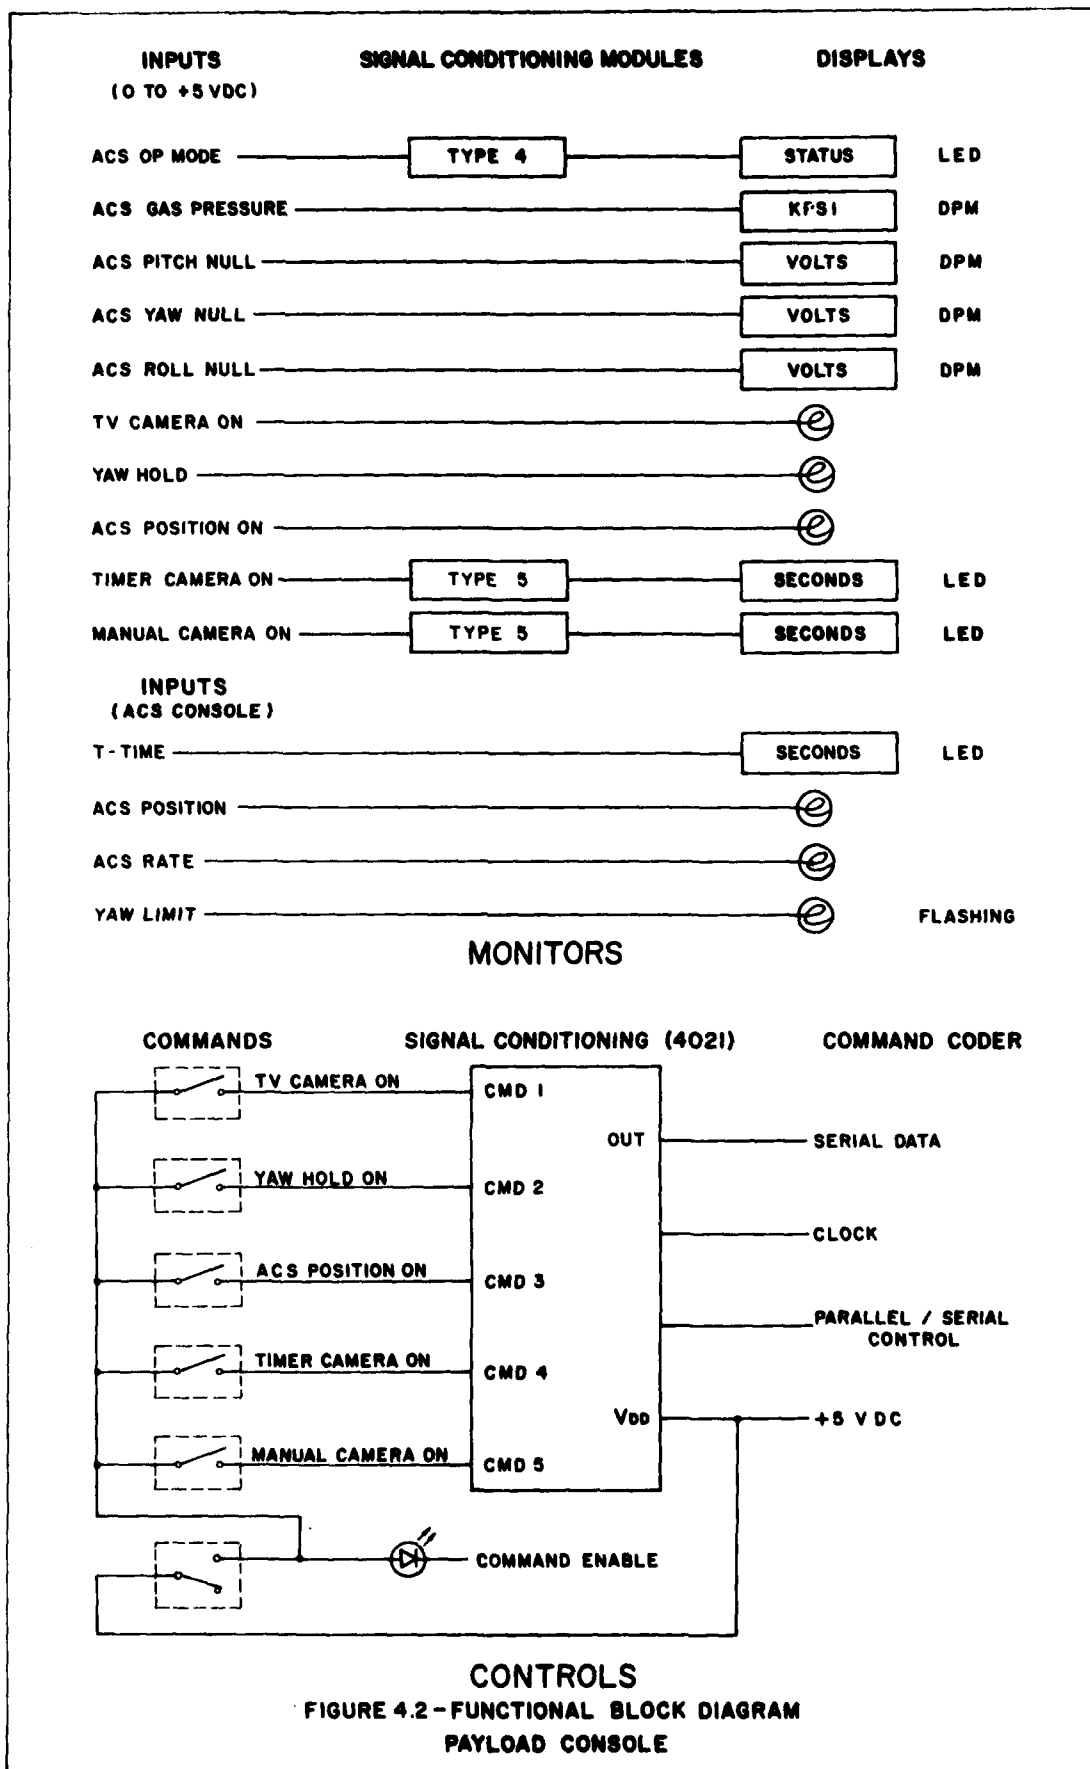 INPUTS SIGNAL CONDITIONING MODULES DISPLAYS
(0 TO +5 VDC)
ACS OP MODE TYPE 4 STATUS LED
ACS GAS PRESSURE KPSI DPM
ACS PITCH NULL VOLTS DPM
ACS YAW NULL VOLTS DPM
ACS ROLL NULL VOLTS DPM
TV CAMERA ON
YAW HOLD
ACS POSITION ON
TIMER CAMERA ON TYPE 5 SECONDS LED
MANUAL CAMERA ON TYPE 5 SECONDS LED
INPUTS
(ACS CONSOLE)
T-TIME SECONDS LED
ACS POSITION
ACS RATE
YAW LIMIT FLASHING
MONITORS
COMMANDS SIGNAL CONDITIONING (4021) COMMAND CODER
TV CAMERA ON CMD 1
OUT SERIAL DATA
YAW HOLD ON CMD 2
CLOCK
ACS POSITION ON CMD 3
PARALLEL / SERIAL
CONTROL
TIMER CAMERA ON CMD 4
VDD +5 VDC
MANUAL CAMERA ON CMD 5
COMMAND ENABLE
CONTROLS
FIGURE 4.2 - FUNCTIONAL BLOCK DIAGRAM
PAYLOAD CONSOLE